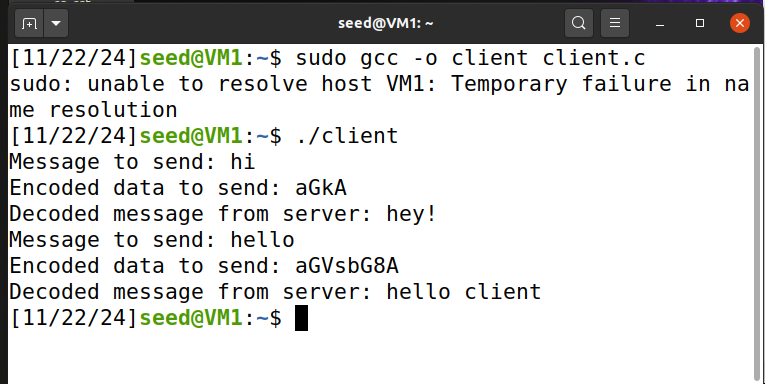 seed@VM1: ~
[11/22/24]seed@VM1:~$ sudo gcc -o client client.c
sudo: unable to resolve host VM1: Temporary failure in na
me resolution
[11/22/24]seed@VM1:~$ ./client
Message to send: hi
Encoded data to send: aGkA
Decoded message from server: hey!
Message to send: hello
Encoded data to send: aGVsbG8A
Decoded message from server: hello client
[11/22/24]seed@VM1:~$